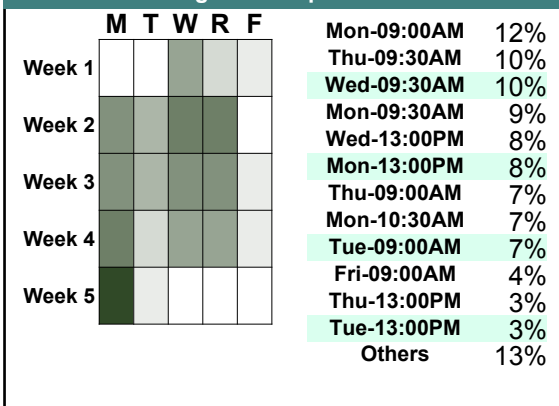 M T W R F
Week 1
Week 2
Week 3
Week 4
Week 5
Mon-09:00AM 12%
Thu-09:30AM 10%
Wed-09:30AM 10%
Mon-09:30AM 9%
Wed-13:00PM 8%
Mon-13:00PM 8%
Thu-09:00AM 7%
Mon-10:30AM 7%
Tue-09:00AM 7%
Fri-09:00AM 4%
Thu-13:00PM 3%
Tue-13:00PM 3%
Others 13%